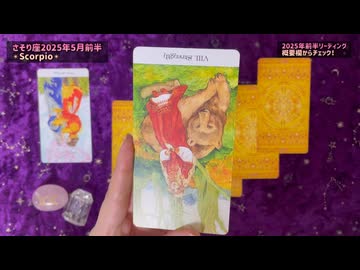 さそり座2025年5月前半
* Scorpio *
2025年前半リーディング
概要欄からチェック!
VIII Strength